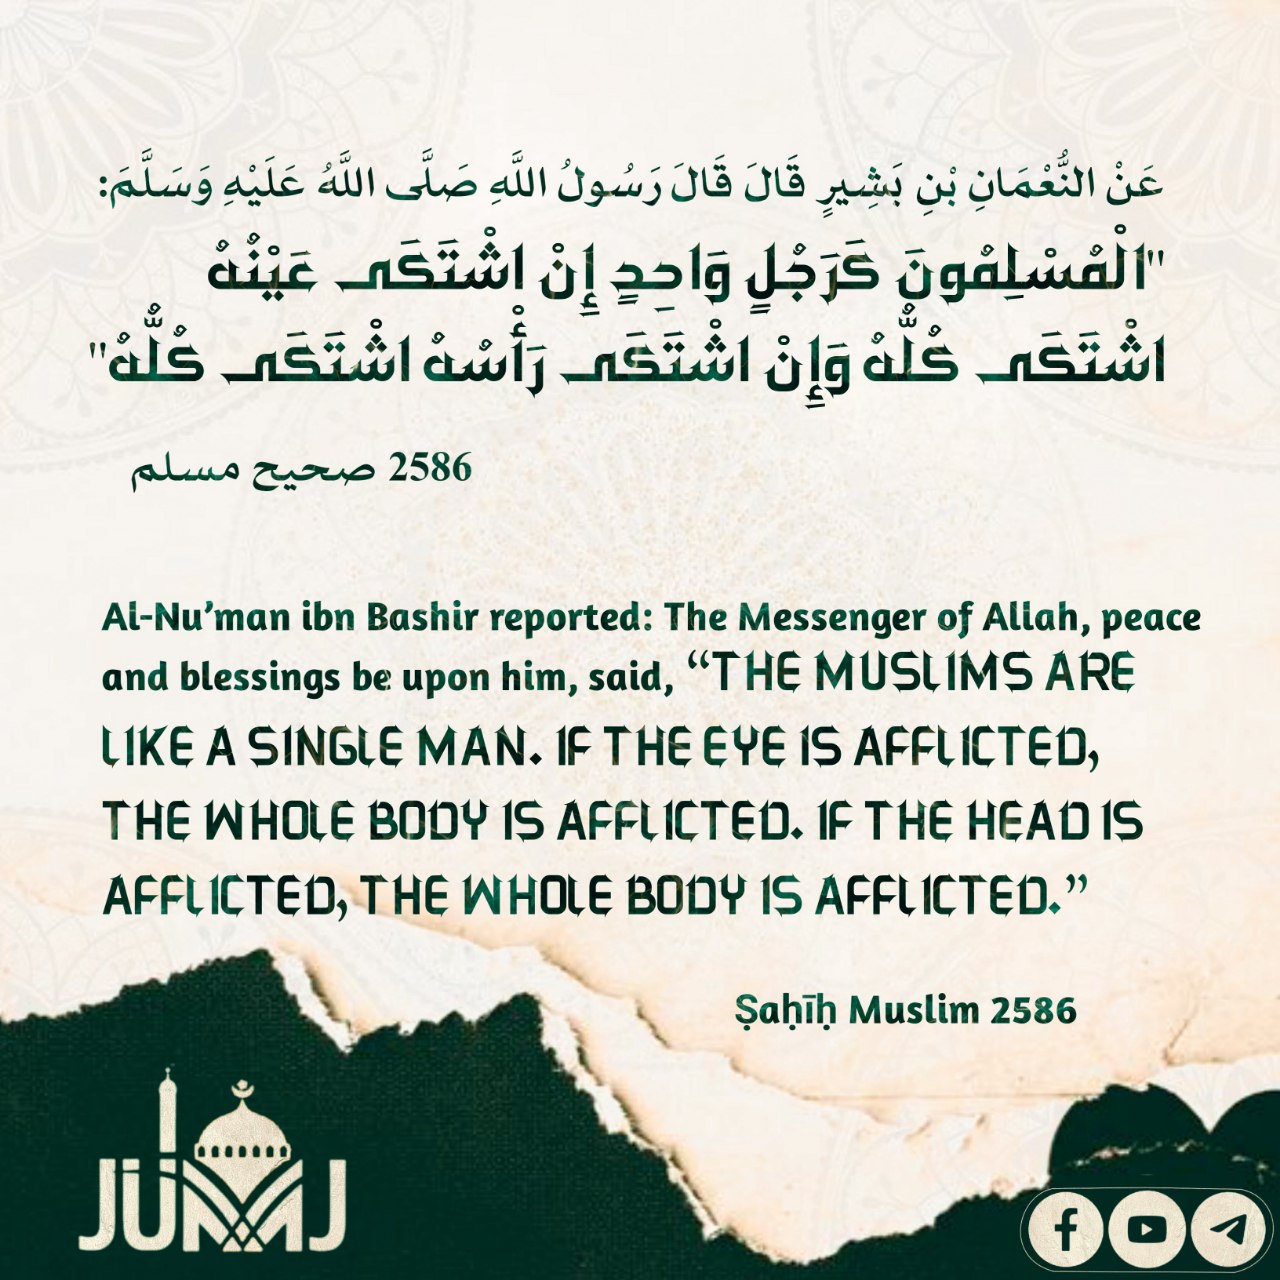 عَنْ النُّعْمَانِ بْنِ بَشِيرٍ قَالَ قَالَ رَسُولُ اللَّهِ صَلَّى اللَّهُ عَلَيْهِ وَسَلَّمَ:
"الْمُسْلِمُونَ كَرَجُلٍ وَاحِدٍ إِنْ اشْتَكَى عَيْنُهُ
اشْتَكَى كُلُّهُ وَإِنْ اشْتَكَى رَأْسُهُ اشْتَكَى كُلُّهُ"
2586 صحيح مسلم
Al-Nu’man ibn Bashir reported: The Messenger of Allah, peace
and blessings be upon him, said, “THE MUSLIMS ARE
LIKE A SINGLE MAN. IF THE EYE IS AFFLICTED,
THE WHOLE BODY IS AFFLICTED. IF THE HEAD IS
AFFLICTED, THE WHOLE BODY IS AFFLICTED.”
Ṣaḥīḥ Muslim 2586
JUMMJ